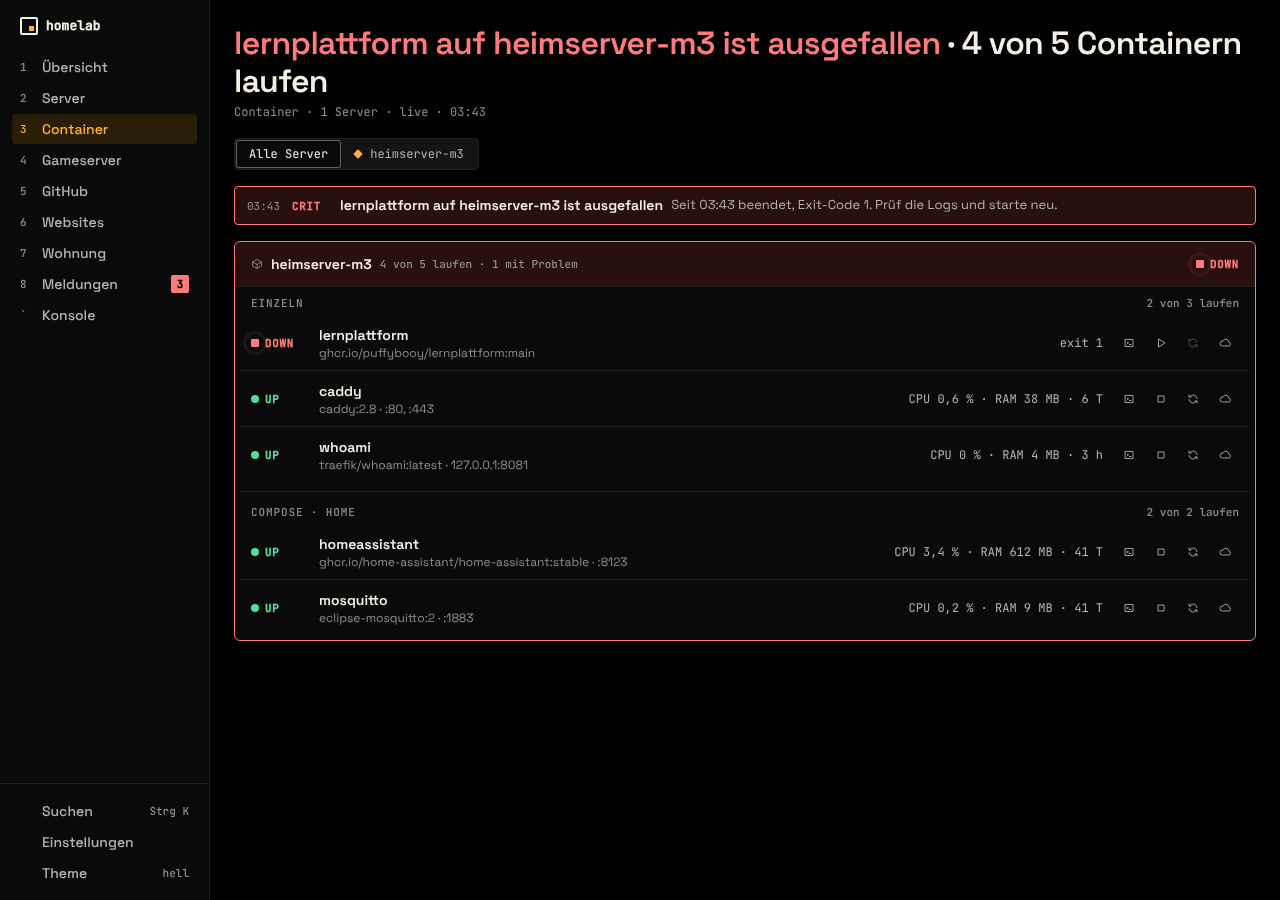 homelab
1 Übersicht
2 Server
3 Container
4 Gameserver
5 GitHub
6 Websites
7 Wohnung
8 Meldungen 3
` Konsole
Suchen Strg K
Einstellungen
Theme hell
lernplattform auf heimserver-m3 ist ausgefallen · 4 von 5 Containern
laufen
Container · 1 Server · live · 03:43
Alle Server heimserver-m3
03:43 CRIT lernplattform auf heimserver-m3 ist ausgefallen Seit 03:43 beendet, Exit-Code 1. Prüf die Logs und starte neu.
heimserver-m3 4 von 5 laufen · 1 mit Problem DOWN
EINZELN 2 von 3 laufen
DOWN lernplattform exit 1
ghcr.io/puffybooy/lernplattform:main
UP caddy CPU 0,6 % · RAM 38 MB · 6 T
caddy:2.8 · :80, :443
UP whoami CPU 0 % · RAM 4 MB · 3 h
traefik/whoami:latest · 127.0.0.1:8081
COMPOSE · HOME 2 von 2 laufen
UP homeassistant CPU 3,4 % · RAM 612 MB · 41 T
ghcr.io/home-assistant/home-assistant:stable · :8123
UP mosquitto CPU 0,2 % · RAM 9 MB · 41 T
eclipse-mosquitto:2 · :1883